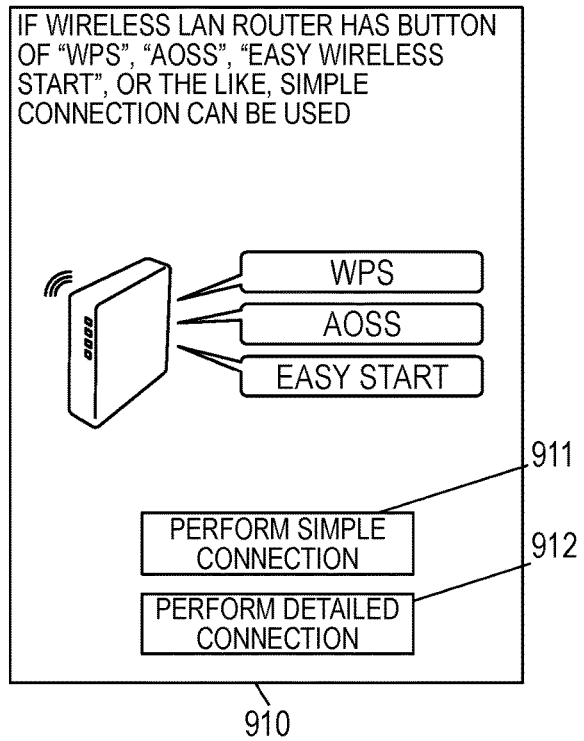 IF WIRELESS LAN ROUTER HAS BUTTON
OF “WPS”, “AOSS”, “EASY WIRELESS
START”, OR THE LIKE, SIMPLE
CONNECTION CAN BE USED
WPS
AOSS
EASY START
911
PERFORM SIMPLE
CONNECTION
912
PERFORM DETAILED
CONNECTION
910